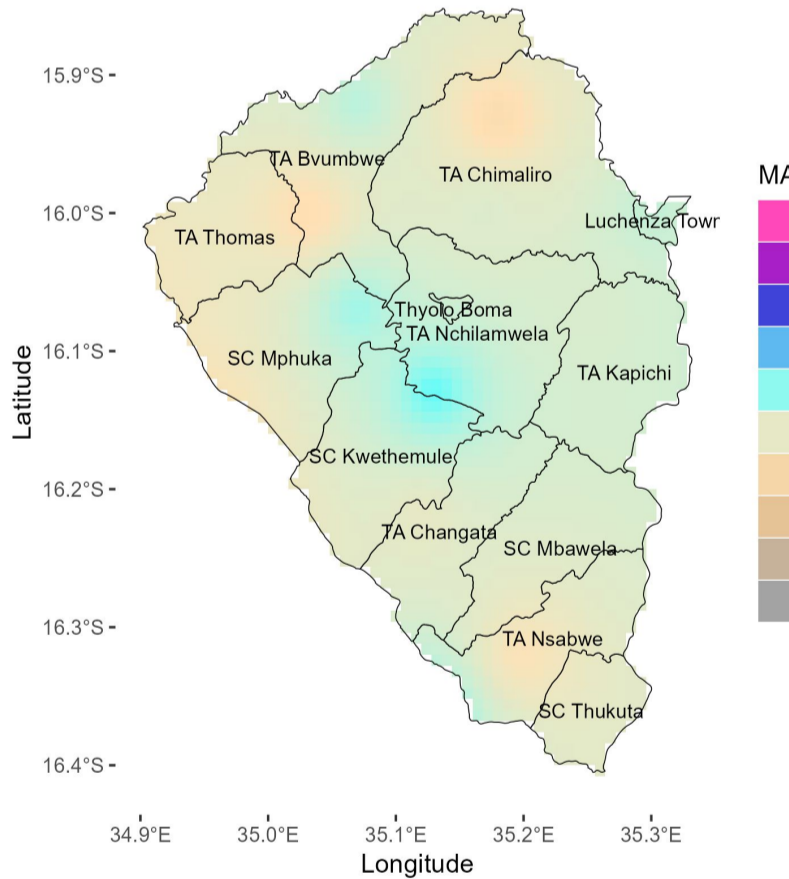 15.9°S
TA Bvumbwe
TA Chimaliro
MA
16.0°S
Luchenza Towr
TA Thomas
Thyolo Boma
TA Nchilamwela
16.1°S
SC Mphuka
TA Kapichi
SC Kwethemule
16.2°S
TA Changata
SC Mbawela
16.3°S
TA Nsabwe
SC Thukuta
16.4°S
Latitude
34.9°E 35.0°E 35.1°E 35.2°E 35.3°E
Longitude